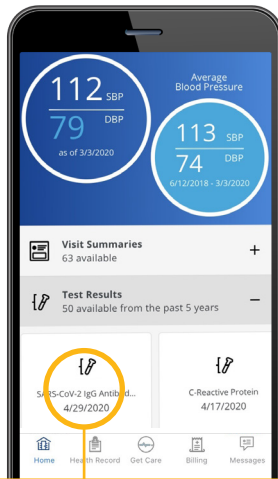 112 SBP
79 DBP
as of 3/3/2020
Average
Blood Pressure
113 SBP
74 DBP
6/12/2018 - 3/3/2020
Visit Summaries
63 available
Test Results
50 available from the past 5 years
SARS-CoV-2 IgG Antibod...
4/29/2020
C-Reactive Protein
4/17/2020
Home
Health Record
Get Care
Billing
Messages